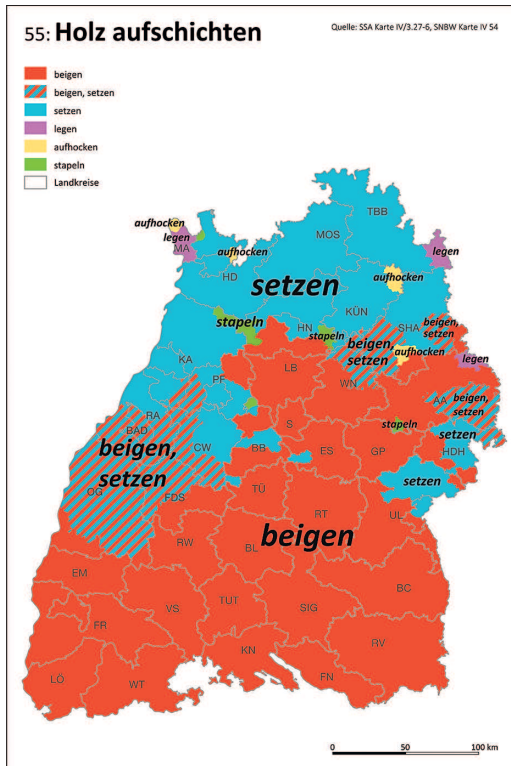 55: Holz aufschichten
Quelle: SSA Karte IV/3.27-6, SNBW Karte IV 54
beigen
beigen, setzen
setzen
legen
aufhocken
stapeln
Landkreise
TBB
aufhocken
legen
MA
MOS
aufhocken
legen
HD
aufhocken
setzen
KÜN
stapeln
HN
stapeln
SHA
beigen,
setzen
beigen,
setzen
aufhocken
legen
KA
LB
WN
PF
AA
beigen,
setzen
RA
BAD
S
stapeln
beigen,
setzen
CW
BB
ES
GP
setzen
HDH
OG
TÜ
setzen
FDS
RT
UL
beigen
RW
BL
EM
BC
VS
TUT
SIG
FR
RV
KN
LÖ
WT
FN
0 50 100 km